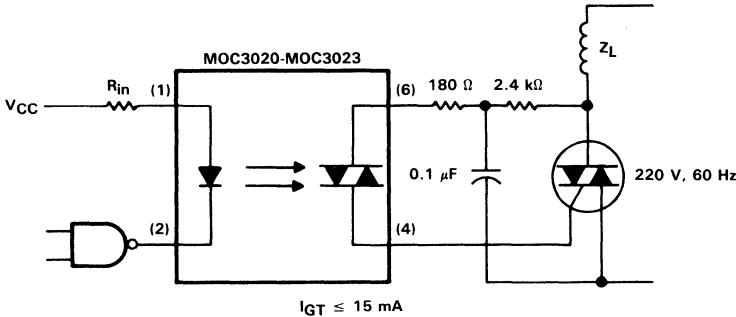 Z_L
MOC3020-MOC3023
V_CC
R_in
(1)
(6)
180 Ω
2.4 kΩ
0.1 μF
220 V, 60 Hz
(2)
(4)
I_GT ≤ 15 mA